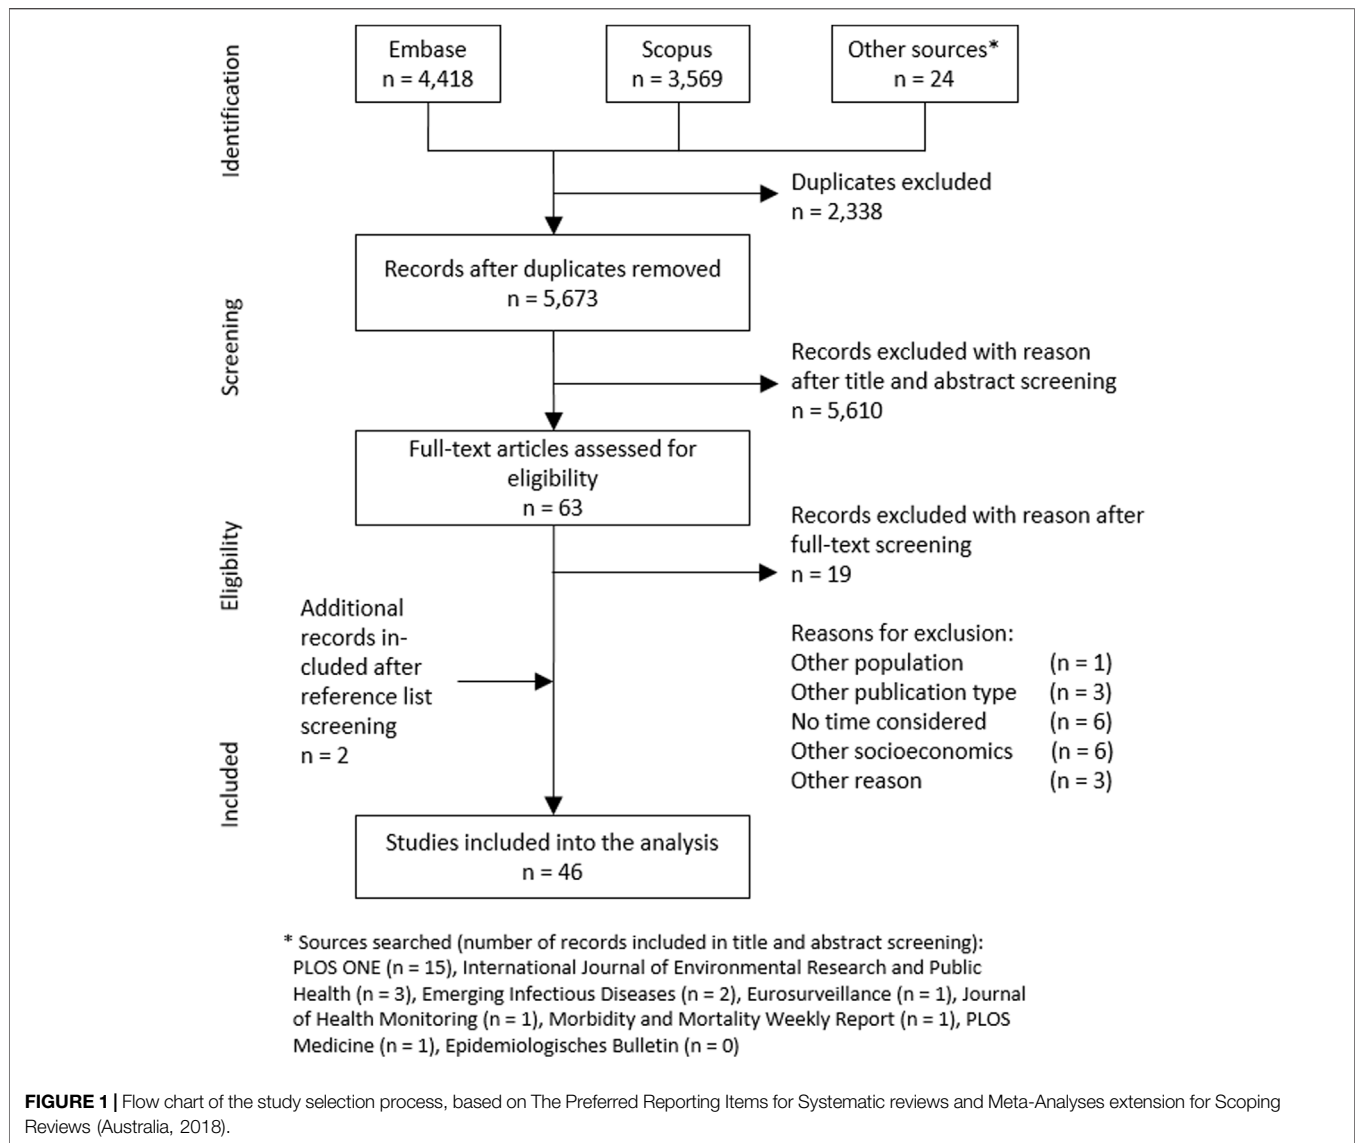 Identification
Embase
n = 4,418
Scopus
n = 3,569
Other sources*
n = 24
Duplicates excluded
n = 2,338
Records after duplicates removed
n = 5,673
Screening
Records excluded with reason
after title and abstract screening
n = 5,610
Full-text articles assessed for
eligibility
n = 63
Eligibility
Records excluded with reason after
full-text screening
n = 19
Reasons for exclusion:
Other population (n = 1)
Other publication type (n = 3)
No time considered (n = 6)
Other socioeconomics (n = 6)
Other reason (n = 3)
Additional
records in-
cluded after
reference list
screening
n = 2
Included
Studies included into the analysis
n = 46
* Sources searched (number of records included in title and abstract screening):
PLOS ONE (n = 15), International Journal of Environmental Research and Public
Health (n = 3), Emerging Infectious Diseases (n = 2), Eurosurveillance (n = 1), Journal
of Health Monitoring (n = 1), Morbidity and Mortality Weekly Report (n = 1), PLOS
Medicine (n = 1), Epidemiologisches Bulletin (n = 0)
FIGURE 1 | Flow chart of the study selection process, based on The Preferred Reporting Items for Systematic reviews and Meta-Analyses extension for Scoping
Reviews (Australia, 2018).